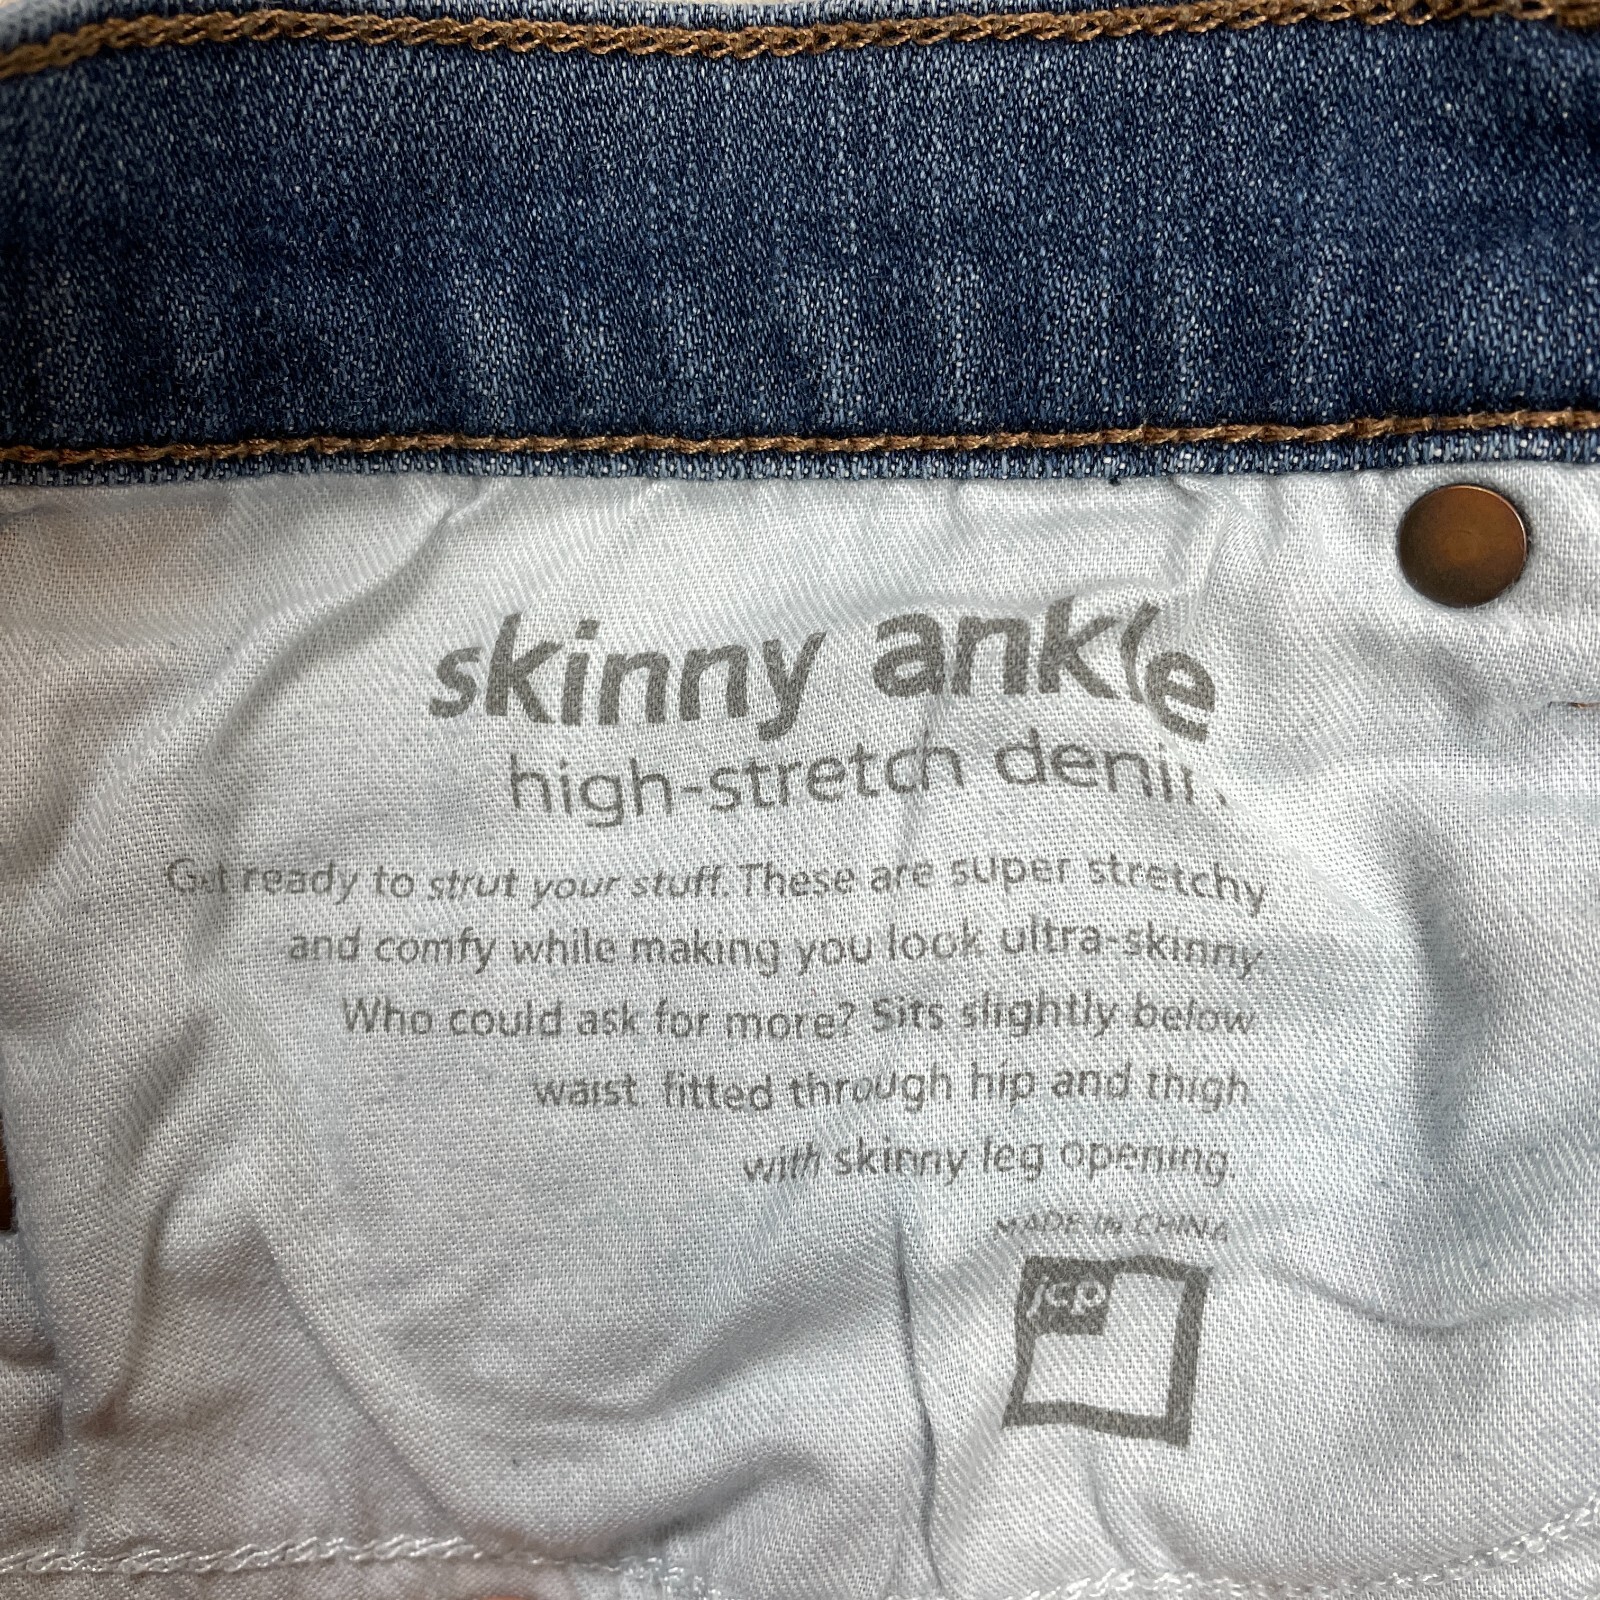 skinny ankle
high-stretch denim
Get ready to strut your stuff. These are super stretchy
and comfy while making you look ultra-skinny.
Who could ask for more? Sits slightly below
waist, fitted through hip and thigh
with skinny leg opening.
MADE IN CHINA
jcp